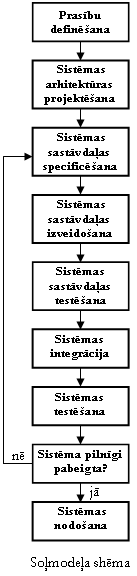 Prasību
definēšana
Sistēmas
arhitektūras
projektēšana
Sistēmas
sastāvdaļas
specificēšana
Sistēmas
sastāvdaļas
izveidošana
Sistēmas
sastāvdaļas
testēšana
Sistēmas
integrācija
Sistēmas
testēšana
nē
Sistēma pilnīgi
pabeigta?
jā
Sistēmas
nodošana
Soļmodeļa shēma